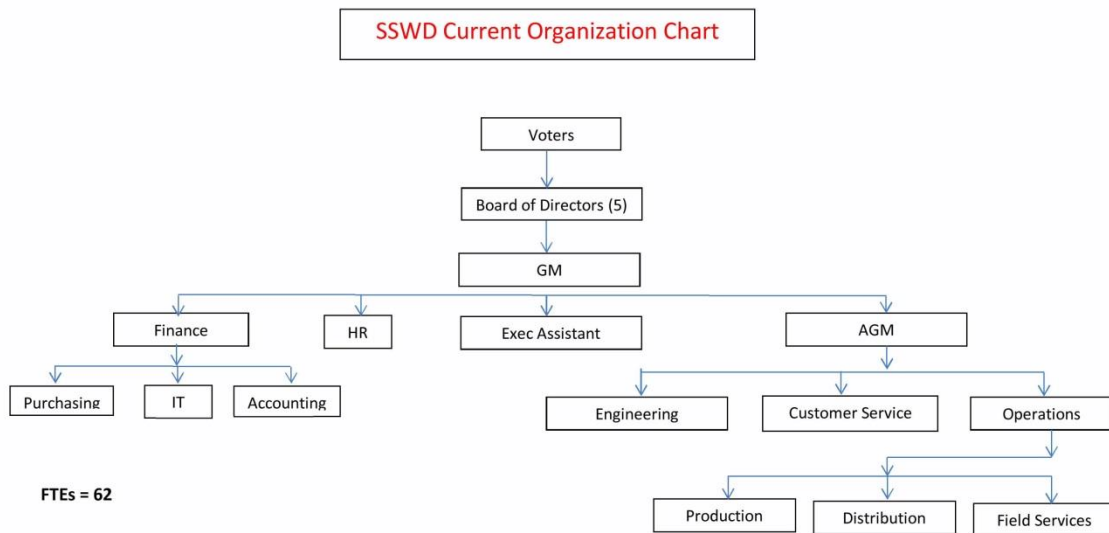 SSWD Current Organization Chart
Voters
Board of Directors (5)
GM
Finance
HR
Exec Assistant
AGM
Purchasing
IT
Accounting
Engineering
Customer Service
Operations
FTEs = 62
Production
Distribution
Field Services